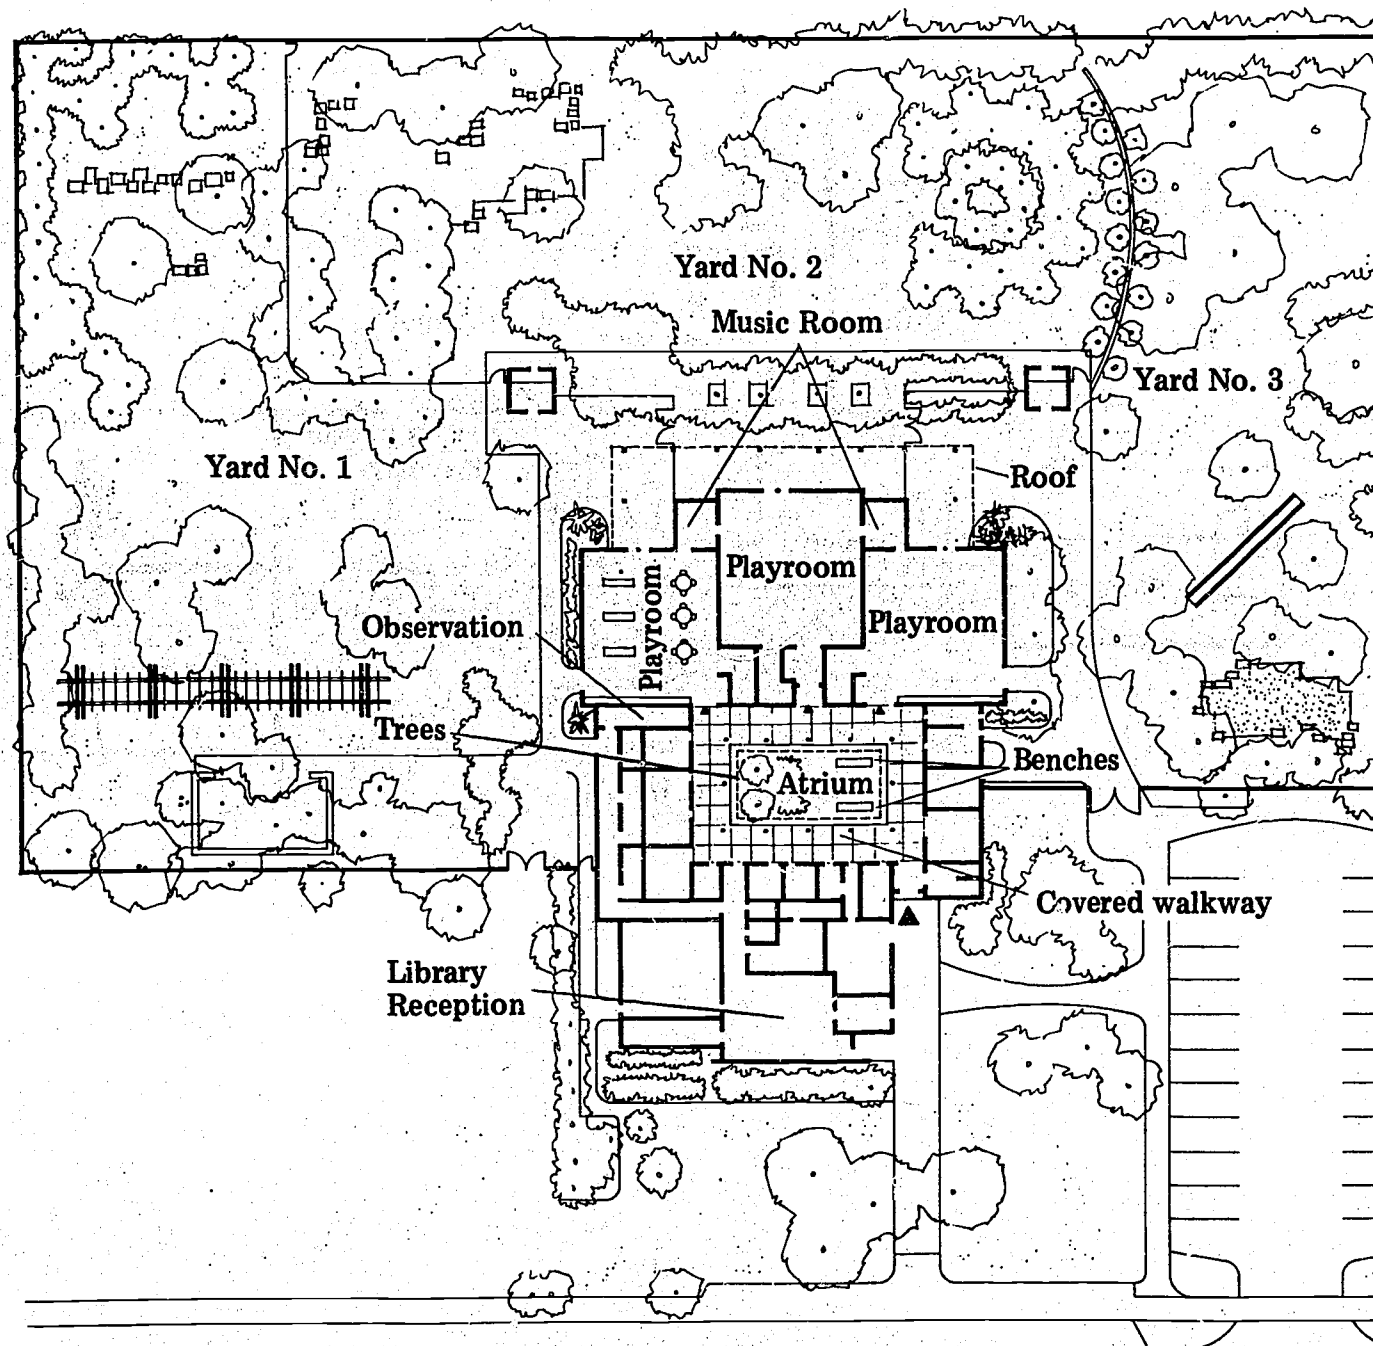 Yard No. 2
Music Room
Yard No. 3
Yard No. 1
Roof
Playroom
Playroom
Playroom
Observation
Trees
Atrium
Benches
Covered walkway
Library
Reception